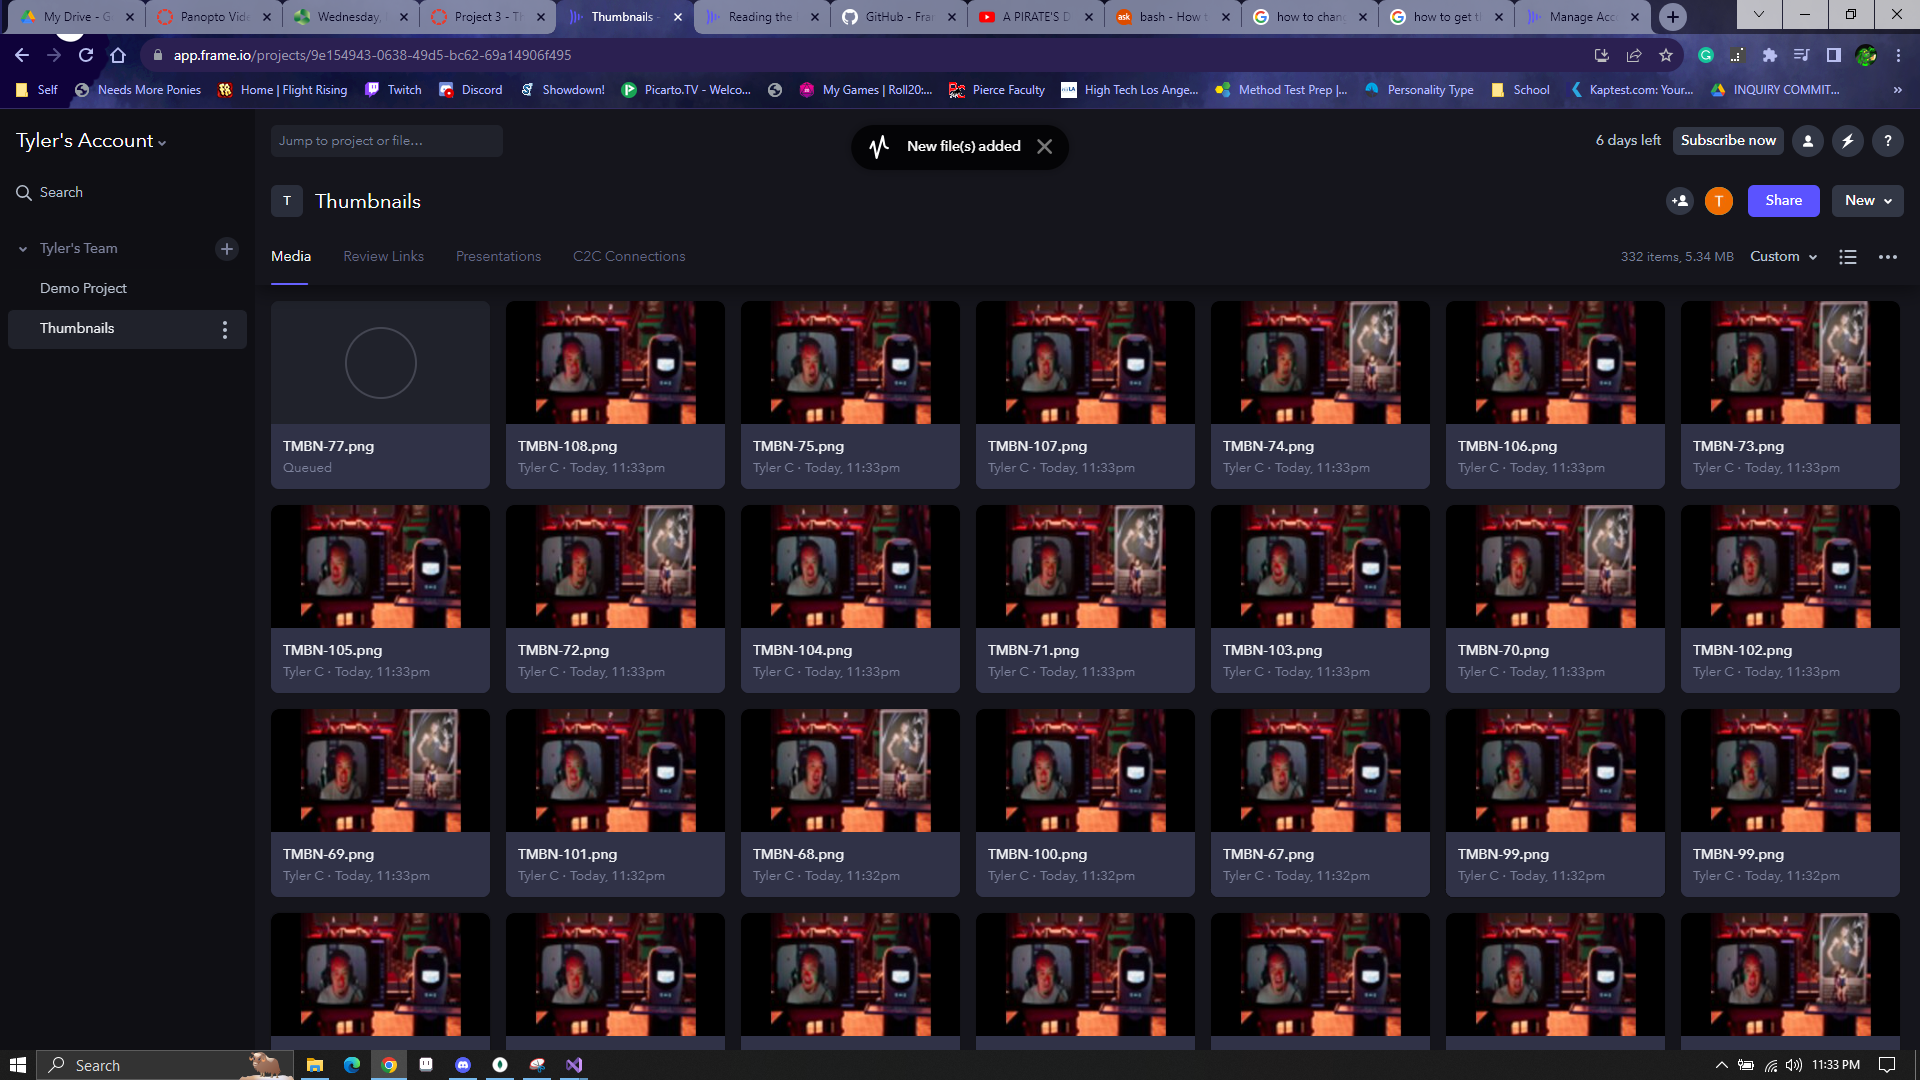 My Drive - G
Panopto Vid
Wednesday,
Project 3 - T
Thumbnails -
Reading the
GitHub - Fra
A PIRATE'S D
ask
bash - How t
how to chan
how to get t
Manage Acc
app.frame.io/projects/9e154943-0638-49d5-bc62-69a14906f495
Self
Needs More Ponies
Home | Flight Rising
Twitch
Discord
Showdown!
Picarto.TV - Welco...
My Games | Roll20:...
Pierce Faculty
High Tech Los Ange...
Method Test Prep |...
Personality Type
School
Kaptest.com: Your...
INQUIRY COMMIT...
»
Tyler's Account
Jump to project or file...
New file(s) added
6 days left
Subscribe now
?
Search
T
Thumbnails
T
Share
New
Tyler's Team
Demo Project
Thumbnails
Media
Review Links
Presentations
C2C Connections
332 items, 5.34 MB
Custom
TMBN-77.png
Queued
TMBN-108.png
Tyler C · Today, 11:33pm
TMBN-75.png
Tyler C · Today, 11:33pm
TMBN-107.png
Tyler C · Today, 11:33pm
TMBN-74.png
Tyler C · Today, 11:33pm
TMBN-106.png
Tyler C · Today, 11:33pm
TMBN-73.png
Tyler C · Today, 11:33pm
TMBN-105.png
Tyler C · Today, 11:33pm
TMBN-72.png
Tyler C · Today, 11:33pm
TMBN-104.png
Tyler C · Today, 11:33pm
TMBN-71.png
Tyler C · Today, 11:33pm
TMBN-103.png
Tyler C · Today, 11:33pm
TMBN-70.png
Tyler C · Today, 11:33pm
TMBN-102.png
Tyler C · Today, 11:33pm
TMBN-69.png
Tyler C · Today, 11:33pm
TMBN-101.png
Tyler C · Today, 11:32pm
TMBN-68.png
Tyler C · Today, 11:32pm
TMBN-100.png
Tyler C · Today, 11:32pm
TMBN-67.png
Tyler C · Today, 11:32pm
TMBN-99.png
Tyler C · Today, 11:32pm
TMBN-99.png
Tyler C · Today, 11:32pm
Search
11:33 PM